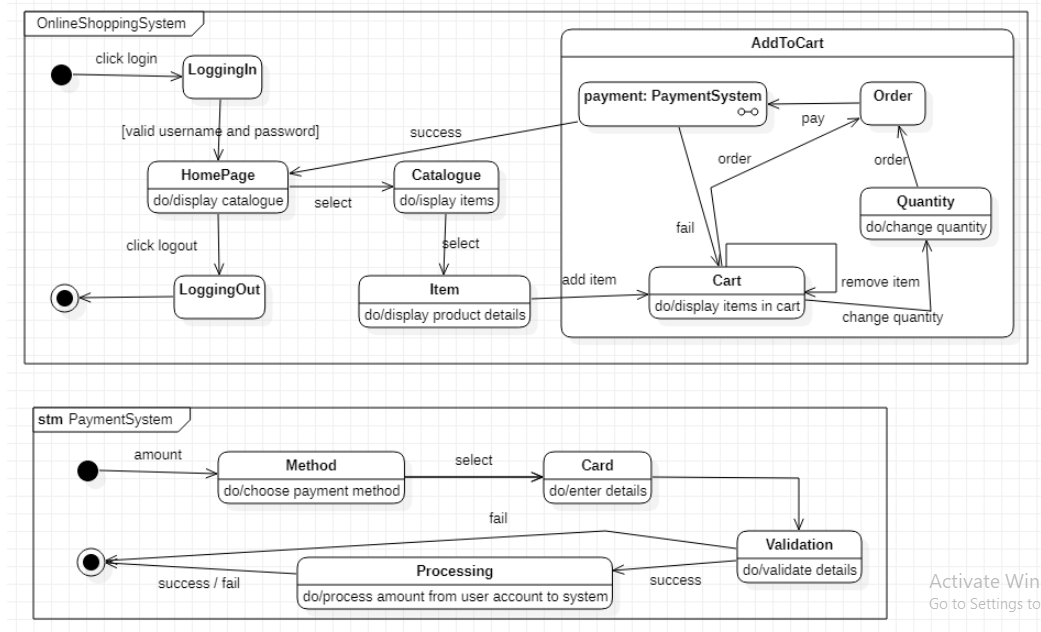 OnlineShoppingSystem
AddToCart
click login
LoggingIn
payment: PaymentSystem
Order
pay
[valid username and password]
success
order
order
HomePage
do/display catalogue
select
Catalogue
do/isplay items
Quantity
do/change quantity
fail
click logout
select
LoggingOut
Item
do/display product details
add item
Cart
do/display items in cart
remove item
change quantity
stm PaymentSystem
amount
Method
do/choose payment method
select
Card
do/enter details
fail
Validation
do/validate details
success / fail
Processing
do/process amount from user account to system
success
Activate Win
Go to Settings to